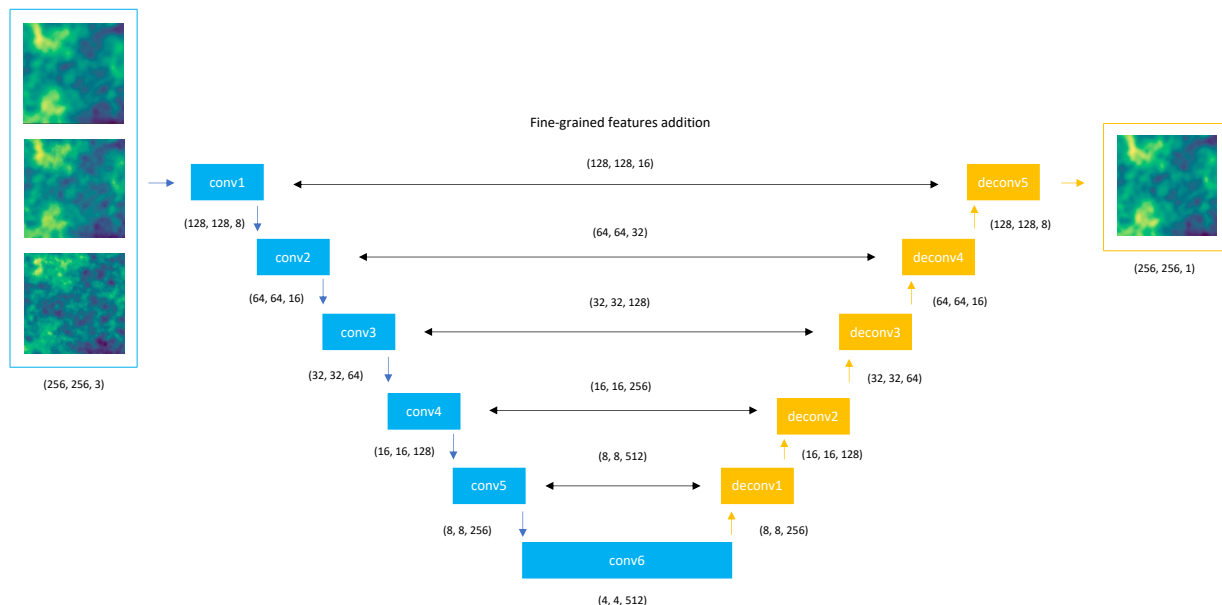 Fine-grained features addition
(128, 128, 16)
conv1
deconv5
(128, 128, 8)
(128, 128, 8)
(64, 64, 32)
conv2
deconv4
(256, 256, 1)
(64, 64, 16)
(64, 64, 16)
(32, 32, 128)
conv3
deconv3
(256, 256, 3)
(32, 32, 64)
(32, 32, 64)
(16, 16, 256)
conv4
deconv2
(16, 16, 128)
(16, 16, 128)
(8, 8, 512)
conv5
deconv1
(8, 8, 256)
(8, 8, 256)
conv6
(4, 4, 512)